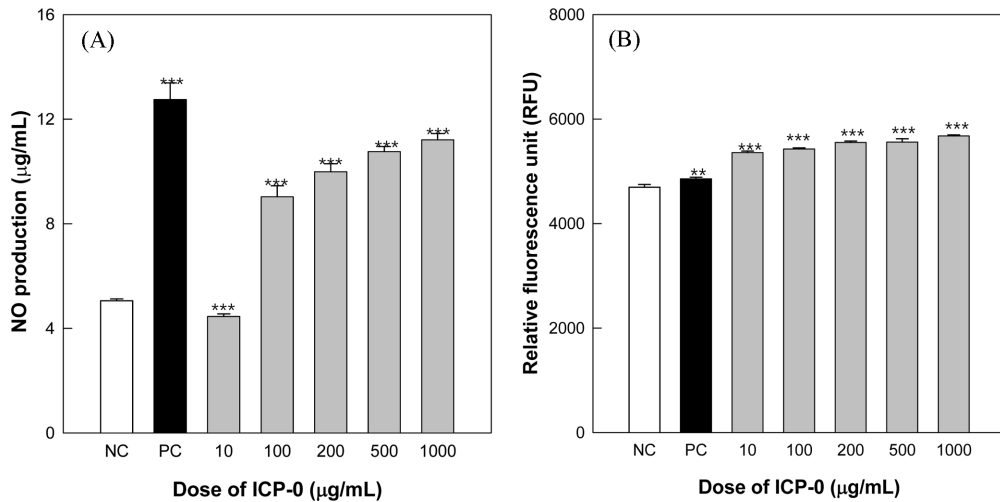 (A)
NO production (μg/mL)
16
12
8
4
0
***
***
***
***
***
***
NC PC 10 100 200 500 1000
Dose of ICP-0 (μg/mL)
(B)
Relative fluorescence unit (RFU)
8000
6000
4000
2000
0
**
***
***
***
***
***
NC PC 10 100 200 500 1000
Dose of ICP-0 (μg/mL)